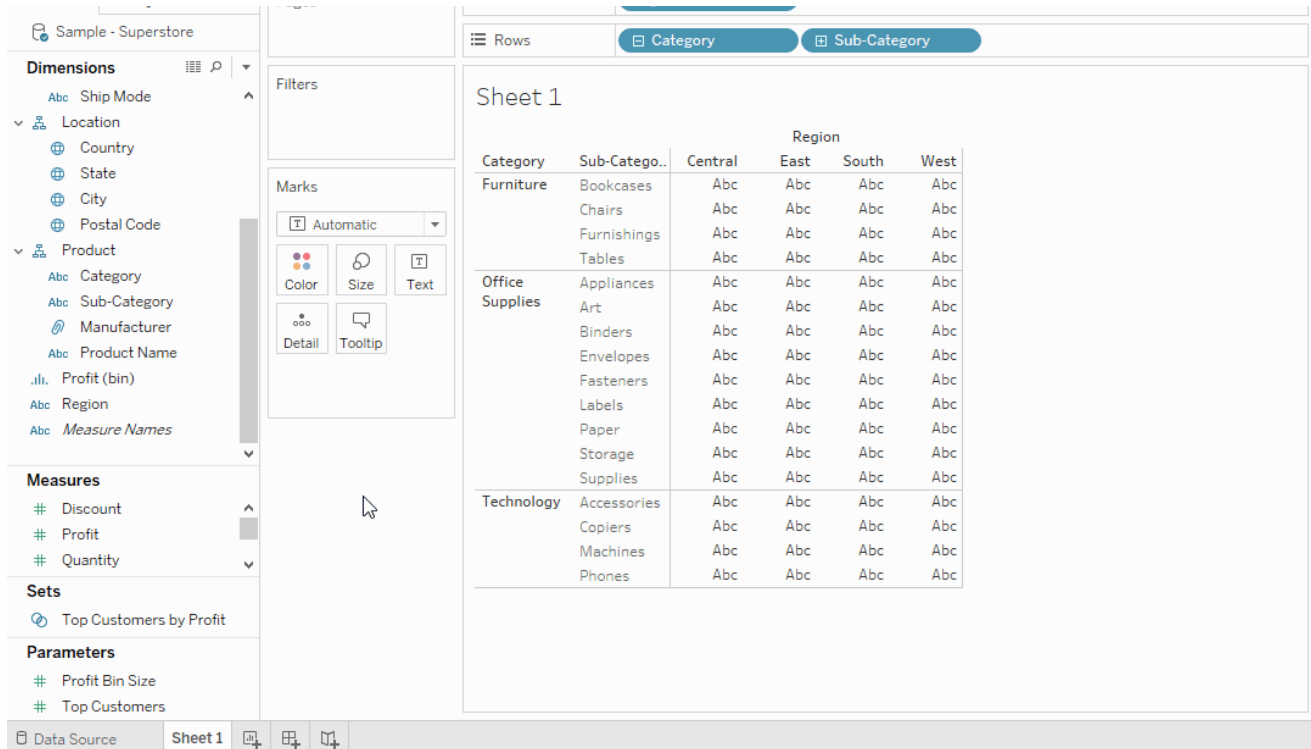 Sample - Superstore
Dimensions
Abc Ship Mode
Location
Country
State
City
Postal Code
Product
Abc Category
Abc Sub-Category
Manufacturer
Abc Product Name
Profit (bin)
Abc Region
Abc Measure Names
Measures
# Discount
# Profit
# Quantity
Sets
Top Customers by Profit
Parameters
# Profit Bin Size
# Top Customers
Filters
Marks
T Automatic
Color Size Text
Detail Tooltip
Rows Category Sub-Category
Sheet 1
Region
Category Sub-Catego.. Central East South West
Furniture Bookcases Abc Abc Abc Abc
Chairs Abc Abc Abc Abc
Furnishings Abc Abc Abc Abc
Tables Abc Abc Abc Abc
Office Appliances Abc Abc Abc Abc
Supplies Art Abc Abc Abc Abc
Binders Abc Abc Abc Abc
Envelopes Abc Abc Abc Abc
Fasteners Abc Abc Abc Abc
Labels Abc Abc Abc Abc
Paper Abc Abc Abc Abc
Storage Abc Abc Abc Abc
Supplies Abc Abc Abc Abc
Technology Accessories Abc Abc Abc Abc
Copiers Abc Abc Abc Abc
Machines Abc Abc Abc Abc
Phones Abc Abc Abc Abc
Data Source Sheet 1